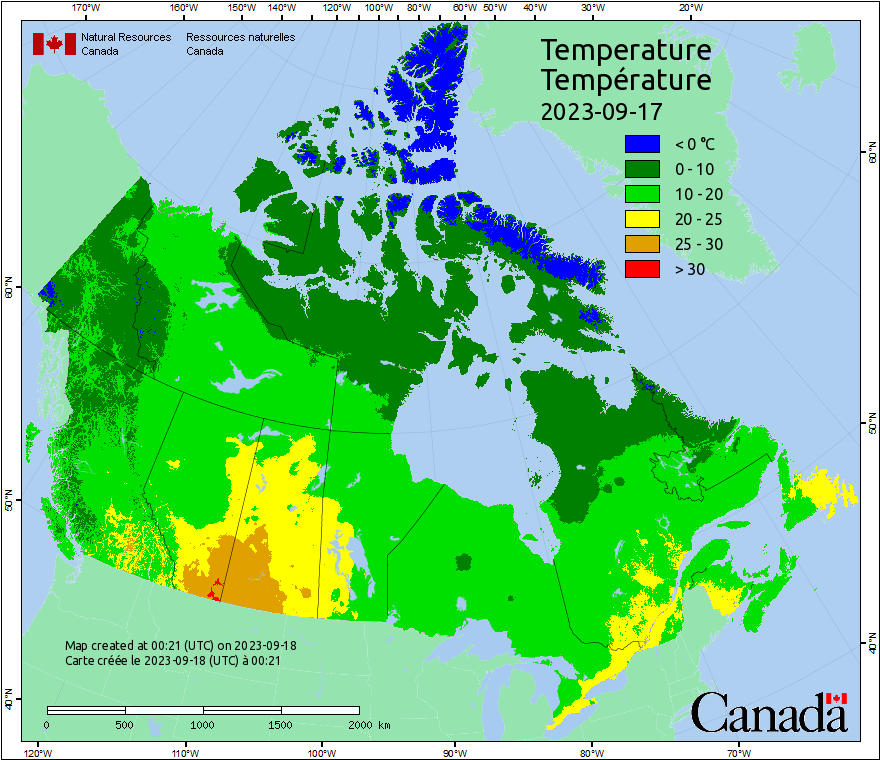 170°W 160°W 150°W 140°W 130°W 120°W 110°W 100°W 80°W 60°W 50°W 40°W 30°W 20°W
Natural Resources Canada
Ressources naturelles Canada
Temperature
Température
2023-09-17
< 0 °C
0 - 10
10 - 20
20 - 25
25 - 30
> 30
60°N
50°N
40°N
60°N
50°N
40°N
Map created at 00:21 (UTC) on 2023-09-18
Carte créée le 2023-09-18 (UTC) à 00:21
0 500 1000 1500 2000 km
Canada
120°W 110°W 100°W 90°W 80°W 70°W